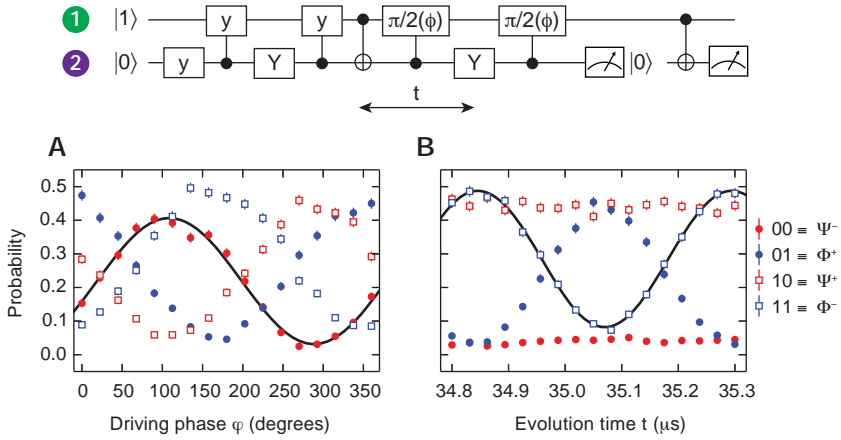 1 |1⟩ y y π/2(ϕ) π/2(ϕ)
2 |0⟩ y Y Y |0⟩
t
A
B
Probability
0.5
0.4
0.3
0.2
0.1
0.0
0 50 100 150 200 250 300 350
Driving phase φ (degrees)
34.8 34.9 35.0 35.1 35.2 35.3
Evolution time t (μs)
00 ≡ Ψ⁻
01 ≡ Φ⁺
10 ≡ Ψ⁺
11 ≡ Φ⁻